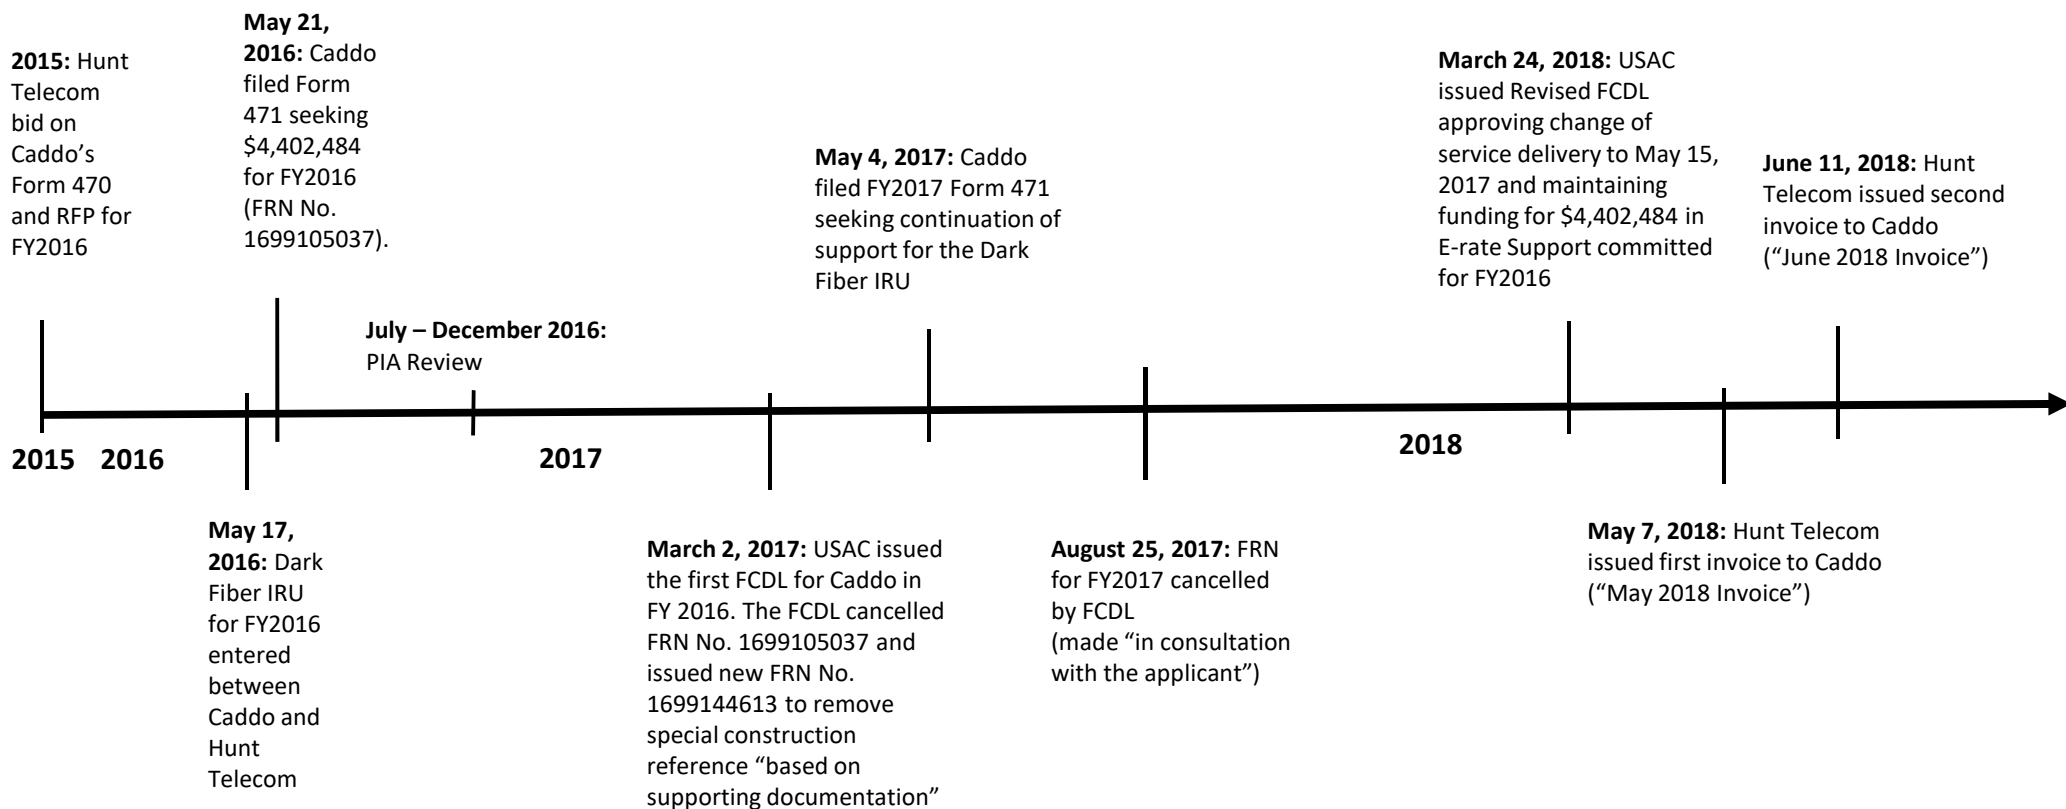 2015: Hunt
Telecom
bid on
Caddo’s
Form 470
and RFP for
FY2016
May 21,
2016: Caddo
filed Form
471 seeking
$4,402,484
for FY2016
(FRN No.
1699105037).
July – December 2016:
PIA Review
May 4, 2017: Caddo
filed FY2017 Form 471
seeking continuation of
support for the Dark
Fiber IRU
March 24, 2018: USAC
issued Revised FCDL
approving change of
service delivery to May 15,
2017 and maintaining
funding for $4,402,484 in
E-rate Support committed
for FY2016
June 11, 2018: Hunt
Telecom issued second
invoice to Caddo
(“June 2018 Invoice”)
2015 2016
2017
2018
May 17,
2016: Dark
Fiber IRU
for FY2016
entered
between
Caddo and
Hunt
Telecom
March 2, 2017: USAC issued
the first FCDL for Caddo in
FY 2016. The FCDL cancelled
FRN No. 1699105037 and
issued new FRN No.
1699144613 to remove
special construction
reference “based on
supporting documentation”
August 25, 2017: FRN
for FY2017 cancelled
by FCDL
(made “in consultation
with the applicant”)
May 7, 2018: Hunt Telecom
issued first invoice to Caddo
(“May 2018 Invoice”)